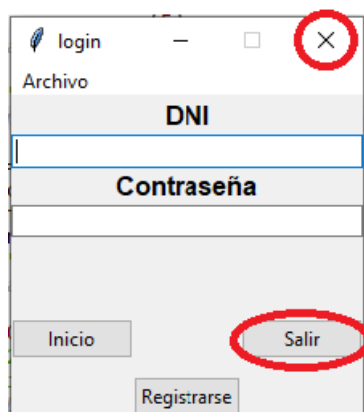 login
Archivo
DNI
Contraseña
Inicio Salir
Registrarse